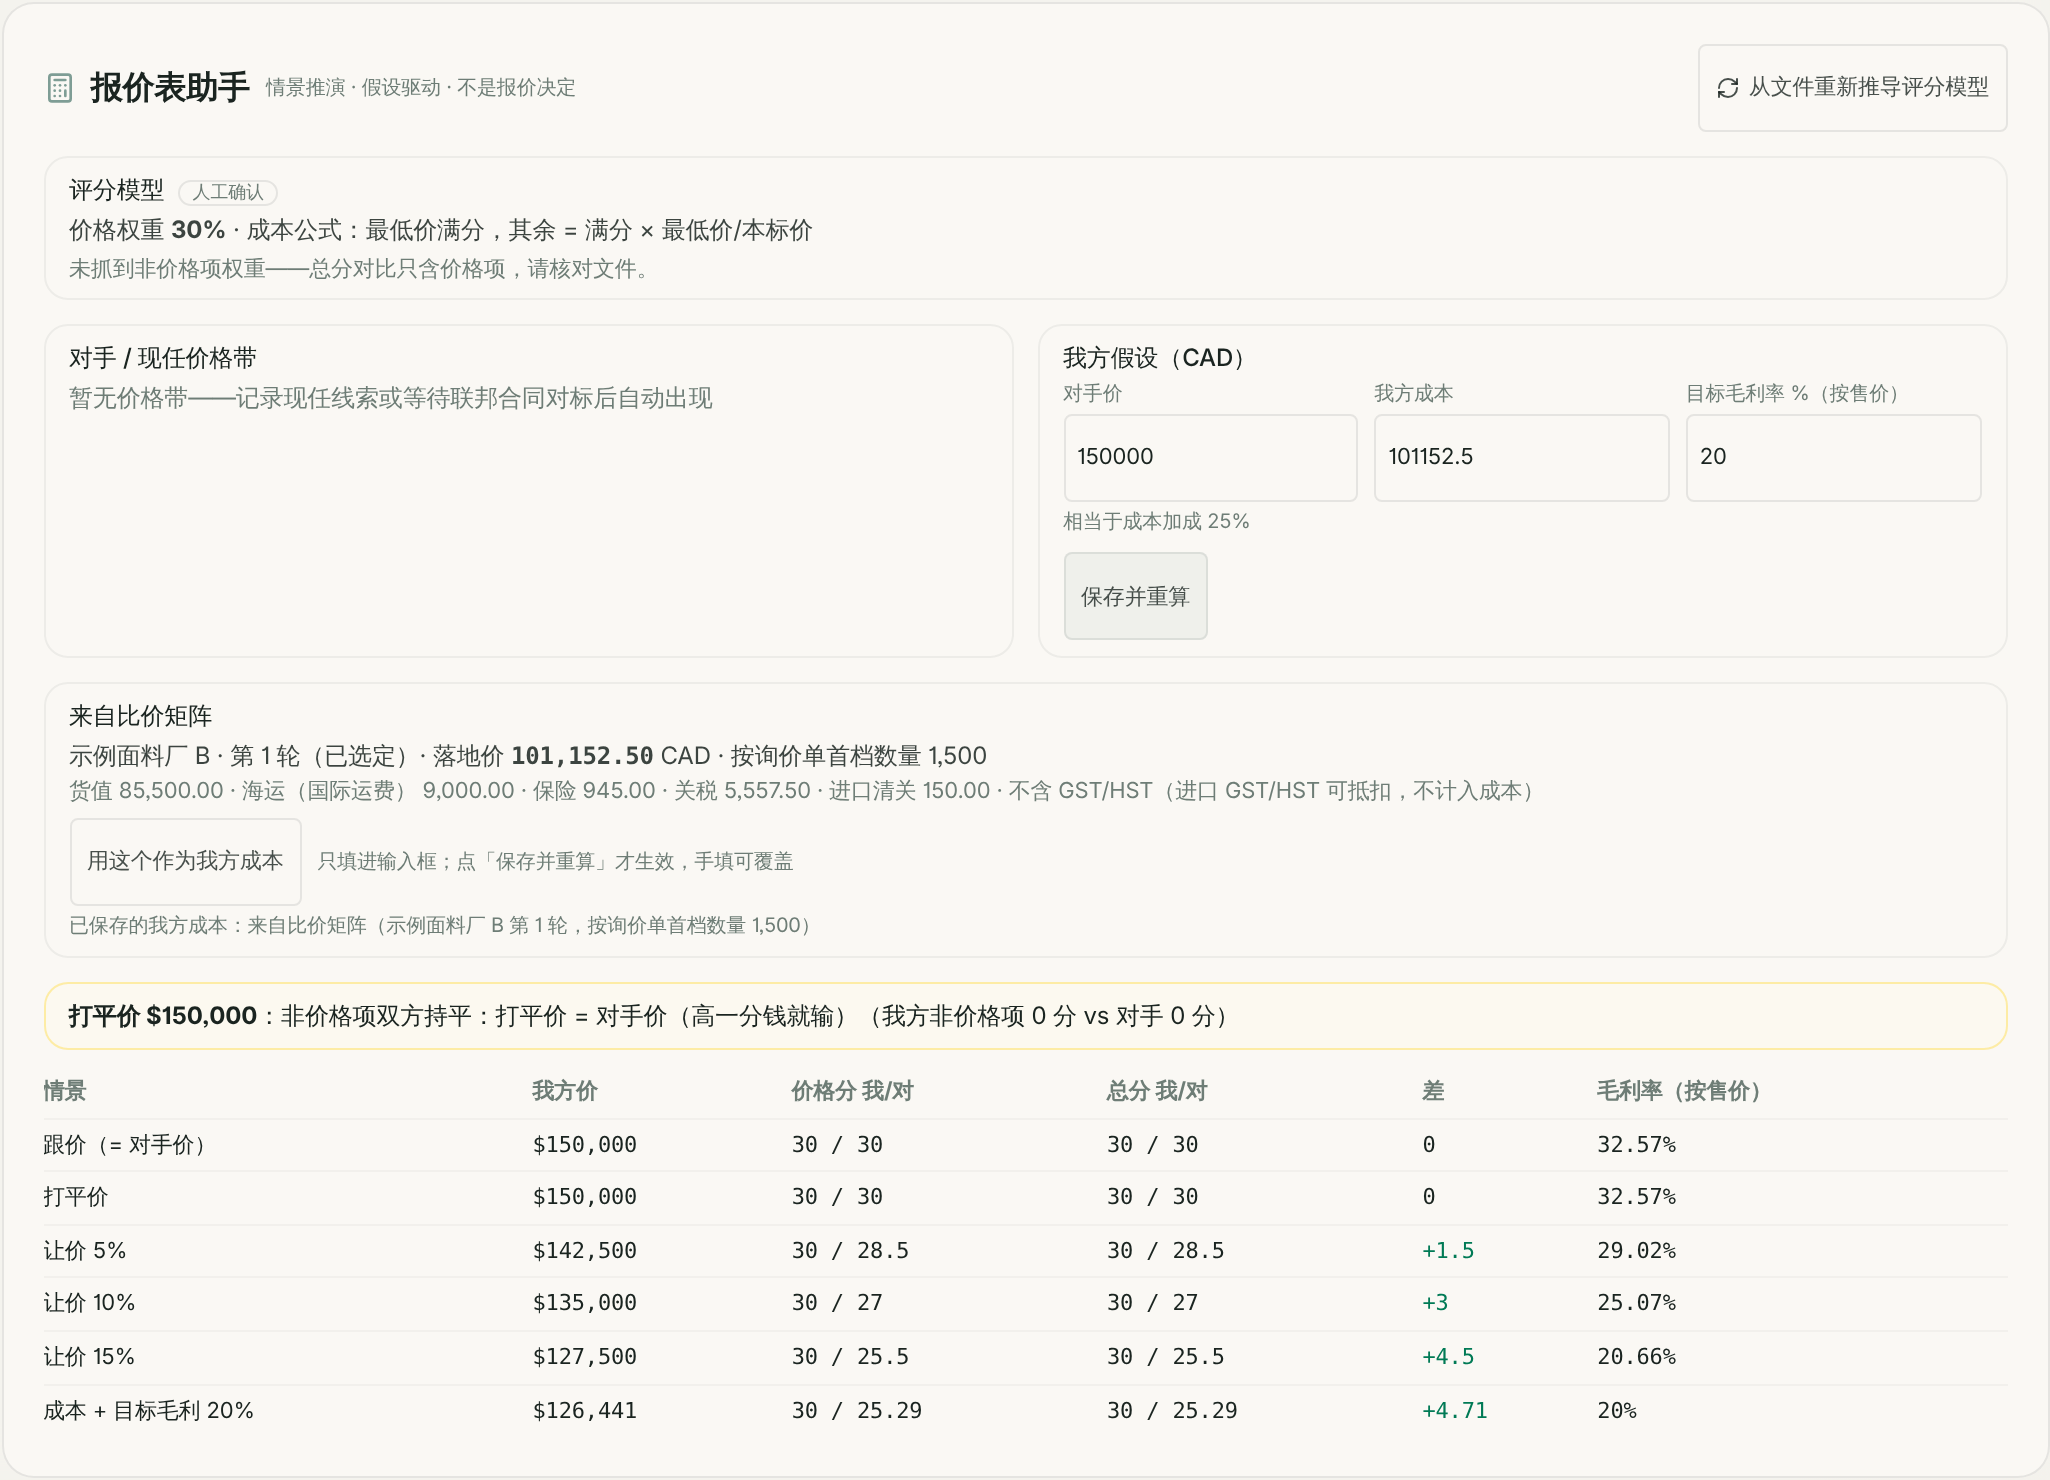 报价表助手 情景推演 · 假设驱动 · 不是报价决定
从文件重新推导评分模型
评分模型 人工确认
价格权重 30% · 成本公式：最低价满分，其余 = 满分 × 最低价/本标价
未抓到非价格项权重——总分对比只含价格项，请核对文件。
对手 / 现任价格带
暂无价格带——记录现任线索或等待联邦合同对标后自动出现
我方假设（CAD）
对手价 我方成本 目标毛利率 %（按售价）
150000 101152.5 20
相当于成本加成 25%
保存并重算
来自比价矩阵
示例面料厂 B · 第 1 轮（已选定）· 落地价 101,152.50 CAD · 按询价单首档数量 1,500
货值 85,500.00 · 海运（国际运费） 9,000.00 · 保险 945.00 · 关税 5,557.50 · 进口清关 150.00 · 不含 GST/HST（进口 GST/HST 可抵扣，不计入成本）
用这个作为我方成本 只填进输入框；点「保存并重算」才生效，手填可覆盖
已保存的我方成本：来自比价矩阵（示例面料厂 B 第 1 轮，按询价单首档数量 1,500）
打平价 $150,000：非价格项双方持平：打平价 = 对手价（高一分钱就输）（我方非价格项 0 分 vs 对手 0 分）
情景 我方价 价格分 我/对 总分 我/对 差 毛利率（按售价）
跟价（= 对手价） $150,000 30 / 30 30 / 30 0 32.57%
打平价 $150,000 30 / 30 30 / 30 0 32.57%
让价 5% $142,500 30 / 28.5 30 / 28.5 +1.5 29.02%
让价 10% $135,000 30 / 27 30 / 27 +3 25.07%
让价 15% $127,500 30 / 25.5 30 / 25.5 +4.5 20.66%
成本 + 目标毛利 20% $126,441 30 / 25.29 30 / 25.29 +4.71 20%